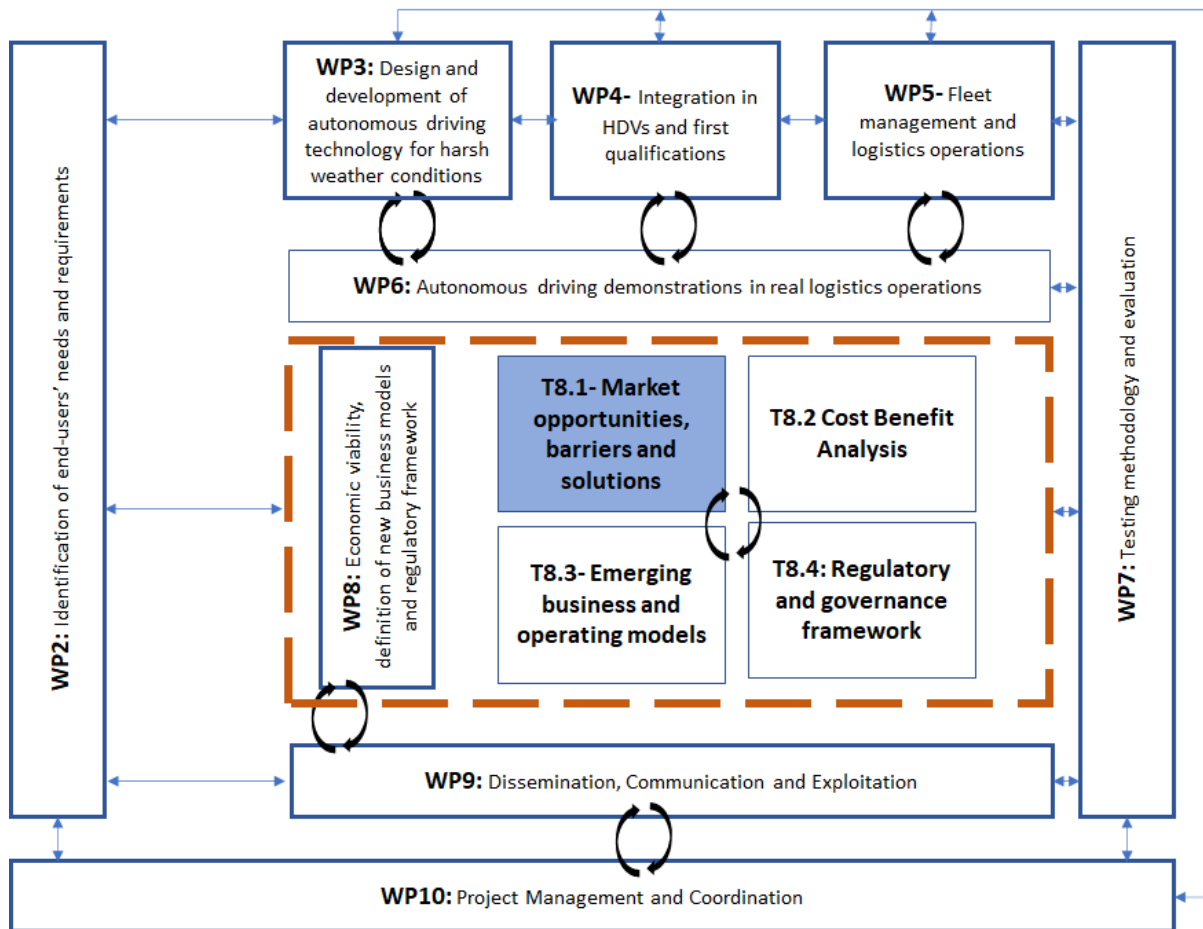 WP2: Identification of end-users' needs and requirements
WP3: Design and
development of
autonomous driving
technology for harsh
weather conditions
WP4- Integration in
HDVs and first
qualifications
WP5- Fleet
management and
logistics operations
WP6: Autonomous driving demonstrations in real logistics operations
WP8: Economic viability,
definition of new business models
and regulatory framework
T8.1- Market
opportunities,
barriers and
solutions
T8.2 Cost Benefit
Analysis
T8.3- Emerging
business and
operating models
T8.4: Regulatory
and governance
framework
WP7: Testing methodology and evaluation
WP9: Dissemination, Communication and Exploitation
WP10: Project Management and Coordination